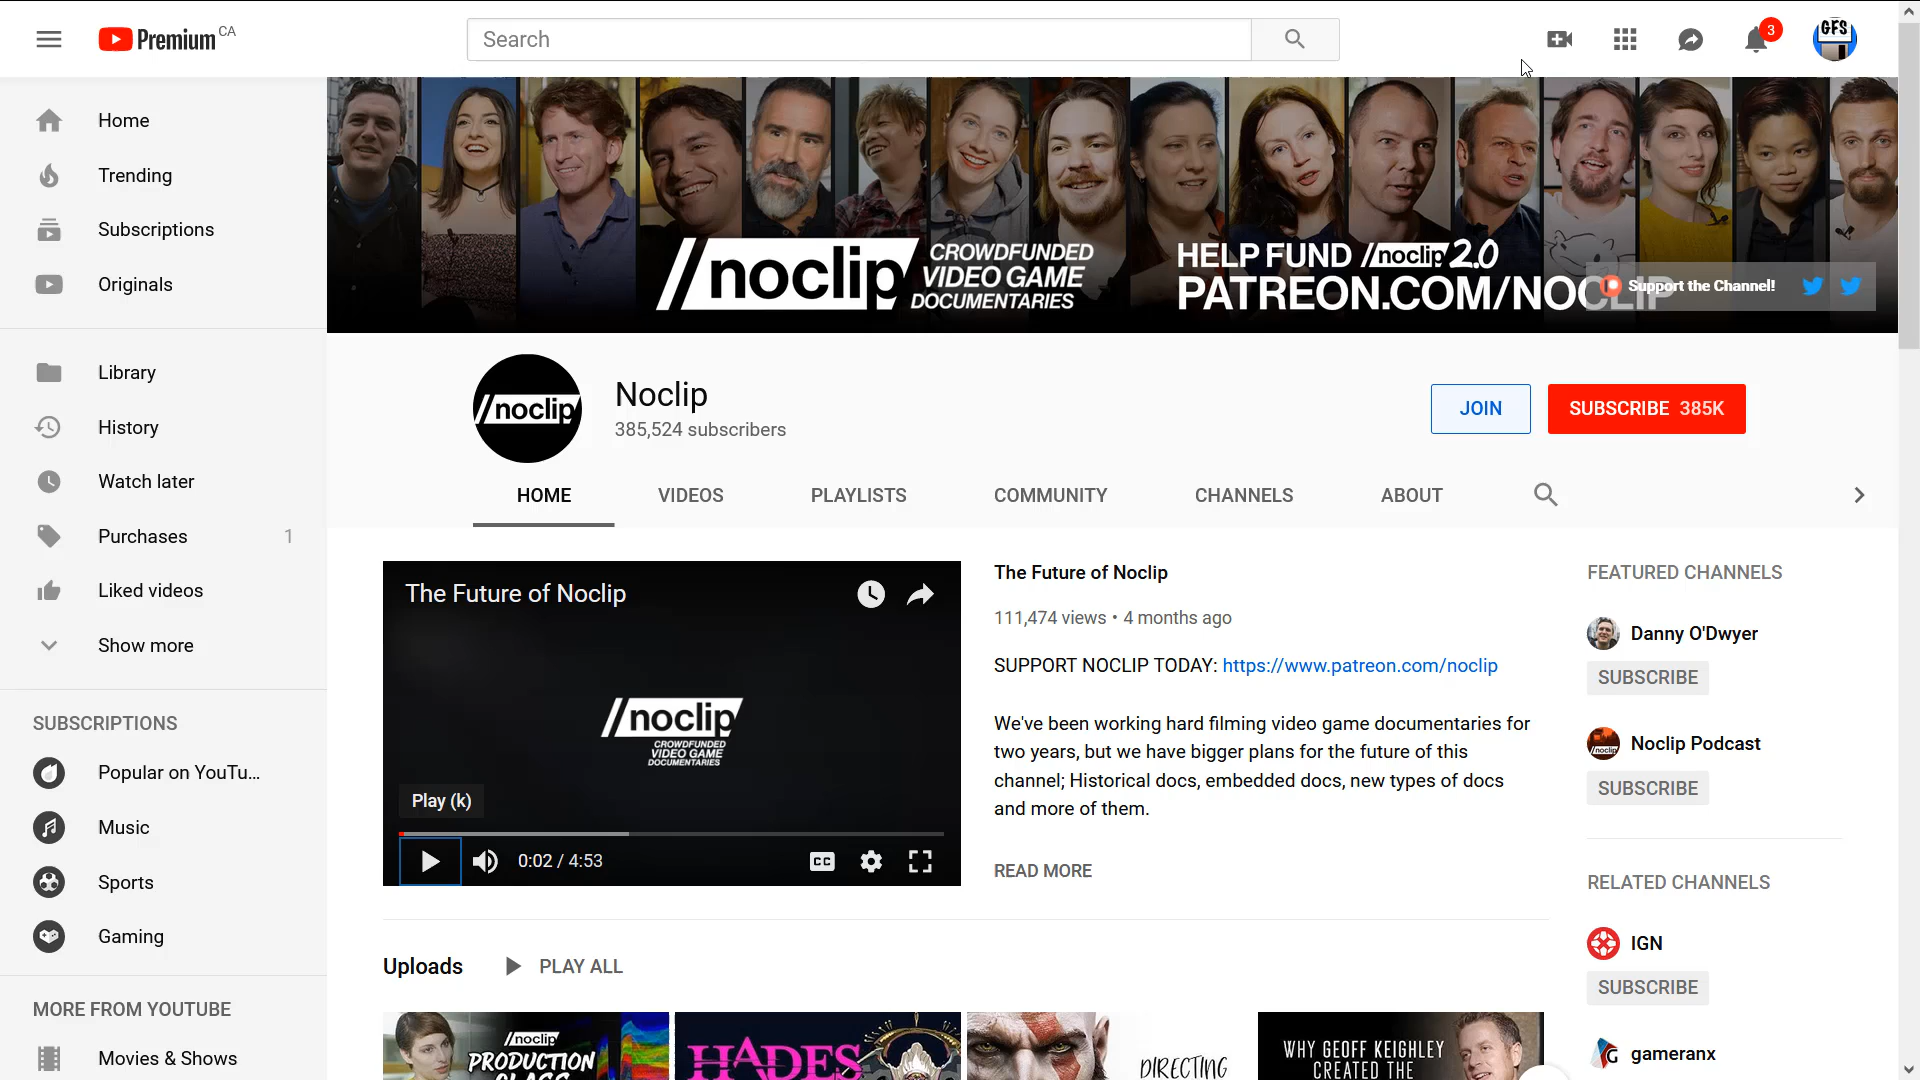 Premium CA
Search
3
GFS
Home
Trending
Subscriptions
Originals
Library
History
Watch later
Purchases 1
Liked videos
Show more
SUBSCRIPTIONS
Popular on YouTu...
Music
Sports
Gaming
MORE FROM YOUTUBE
Movies & Shows
/noclip CROWDFUNDED
VIDEO GAME
DOCUMENTARIES
HELP FUND /noclip 2.0
PATREON.COM/NOCLIP
Support the Channel!
/noclip
Noclip
385,524 subscribers
JOIN
SUBSCRIBE 385K
HOME VIDEOS PLAYLISTS COMMUNITY CHANNELS ABOUT
The Future of Noclip
/noclip
CROWDFUNDED
VIDEO GAME
DOCUMENTARIES
Play (k)
0:02 / 4:53
CC
The Future of Noclip
111,474 views • 4 months ago
SUPPORT NOCLIP TODAY: https://www.patreon.com/noclip
We've been working hard filming video game documentaries for
two years, but we have bigger plans for the future of this
channel; Historical docs, embedded docs, new types of docs
and more of them.
READ MORE
Uploads PLAY ALL
/noclip
PRODUCTION
CLASS
HADES
DIRECTING
WHY GEOFF KEIGHLEY
CREATED THE
FEATURED CHANNELS
Danny O'Dwyer
SUBSCRIBE
/noclip
Noclip Podcast
SUBSCRIBE
RELATED CHANNELS
IGN
SUBSCRIBE
gameranx